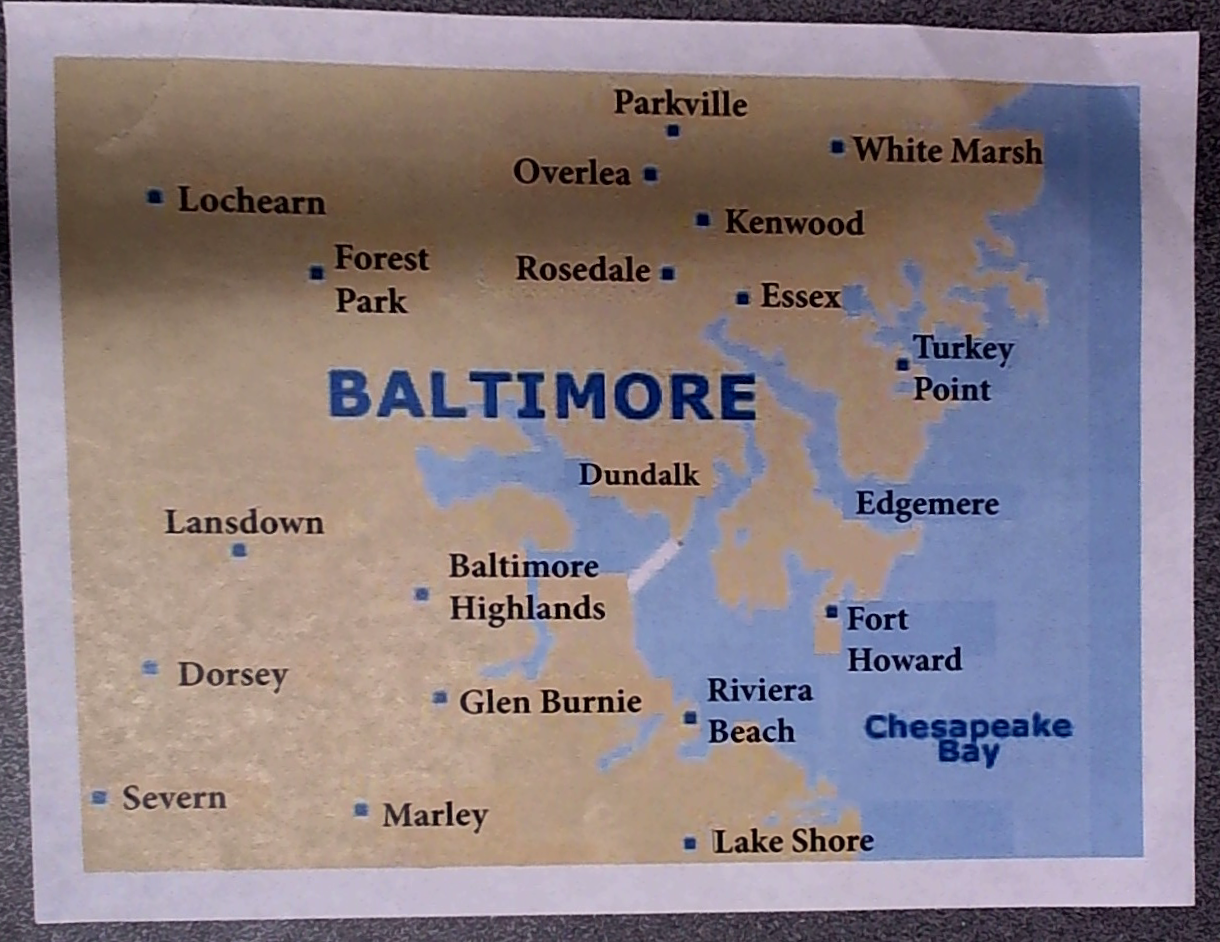 Parkville
White Marsh
Overlea
Lochearn
Kenwood
Forest
Park
Rosedale
Essex
Turkey
Point
BALTIMORE
Dundalk
Edgemere
Lansdown
Baltimore
Highlands
Fort
Howard
Dorsey
Glen Burnie
Riviera
Beach
Chesapeake
Bay
Severn
Marley
Lake Shore